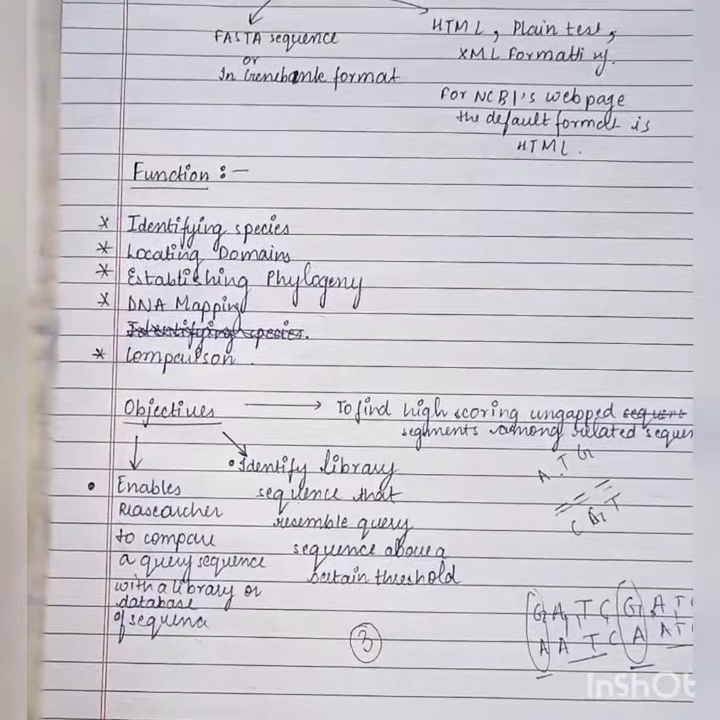 FASTA sequence
or
In Genebank format
HTML, Plain text,
XML formatting.
For NCBI's webpage
the default format is
HTML.
Function :-
* Identifying species
* Locating Domains
* Establishing Phylogeny
* DNA Mapping
Identifying species.
* Comparison.
Objectives → To find high scoring ungapped sequent
segments among related sequen
• Enables
researcher
to compare
a query sequence
with a library or
database
of sequence
• Identify library
sequence that
resemble query
sequence above a
certain threshold
A T G
C G T
G A T C G A T C
A A T C A A T C
3
InShot